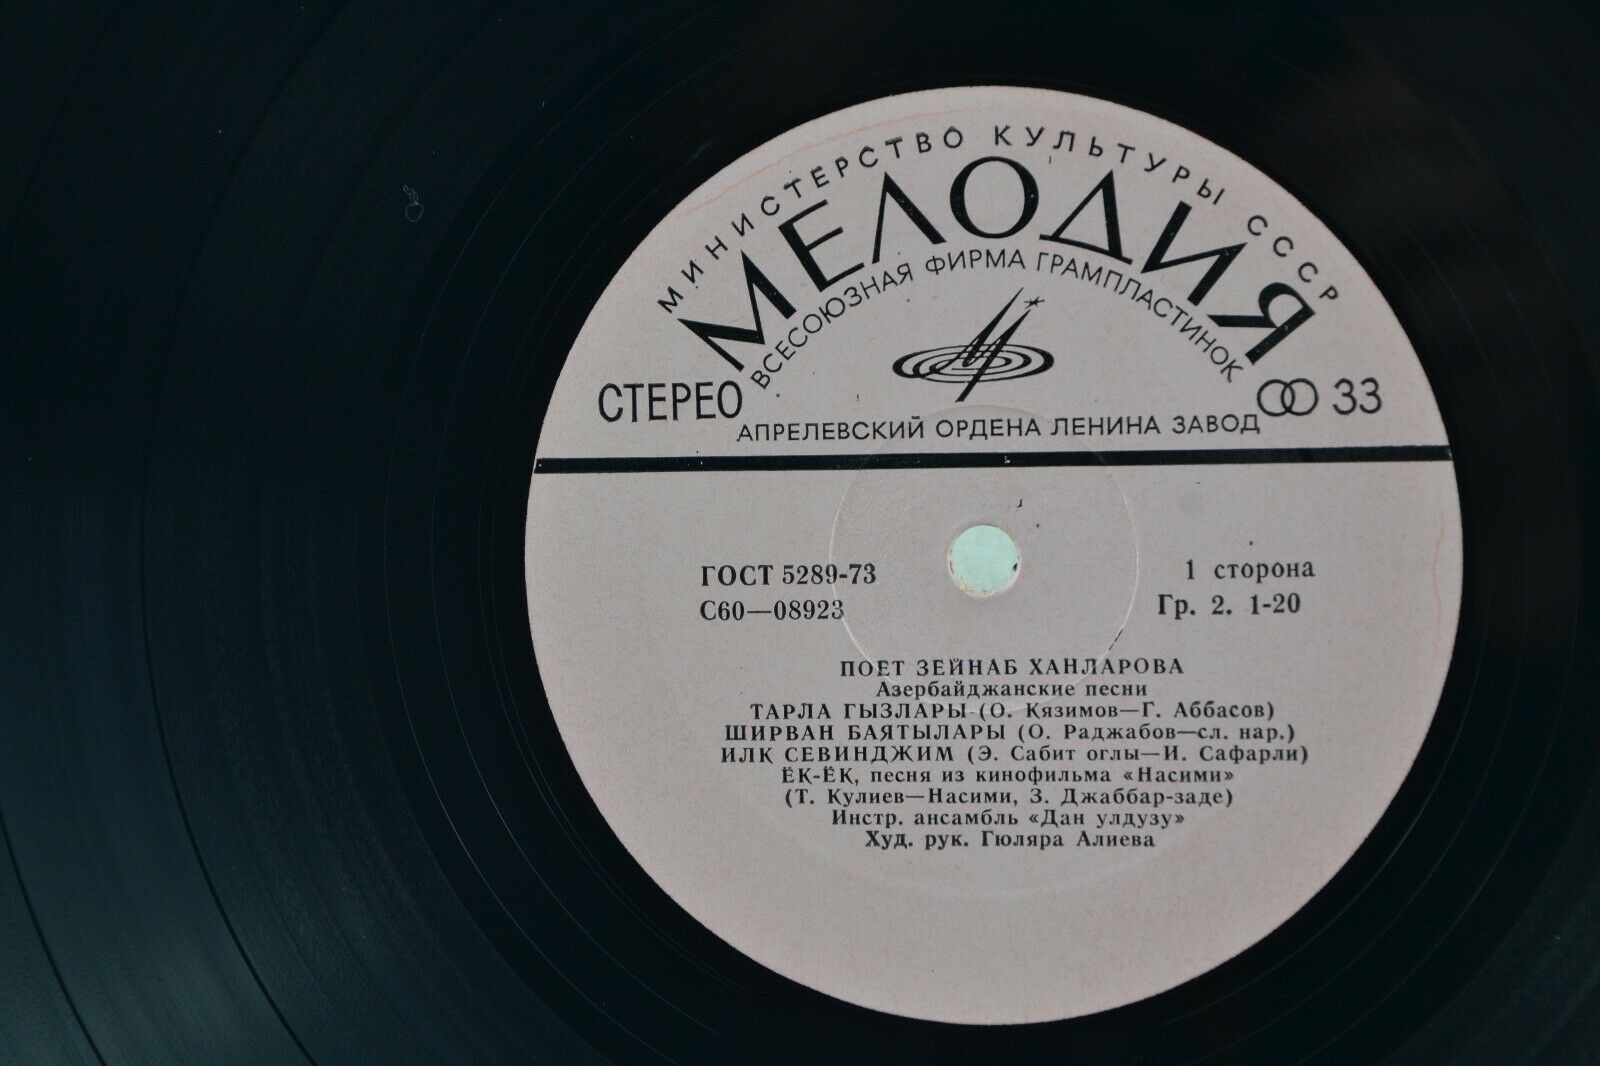 МИНИСТЕРСТВО КУЛЬТУРЫ СССР
МЕЛОДИЯ
ВСЕСОЮЗНАЯ ФИРМА ГРАМПЛАСТИНОК
СТЕРЕО
33
АПРЕЛЕВСКИЙ ОРДЕНА ЛЕНИНА ЗАВОД
ГОСТ 5289-73
1 сторона
С60—08923
Гр. 2. 1-20
ПОЕТ ЗЕЙНАБ ХАНЛАРОВА
Азербайджанские песни
ТАРЛА ГЫЗЛАРЫ (О. Кязимов—Г. Аббасов)
ШИРВАН БАЯТЫЛАРЫ (О. Раджабов—сл. нар.)
ИЛК СЕВИНДЖИМ (Э. Сабит оглы—И. Сафарли)
ЁК-ЁК, песня из кинофильма «Насими»
(Т. Кулиев—Насими, З. Джаббар-заде)
Инстр. ансамбль «Дан улдузу»
Худ. рук. Гюляра Алиева